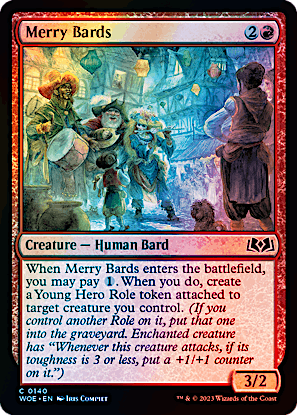 Merry Bards 2
Creature — Human Bard
When Merry Bards enters the battlefield,
you may pay 1. When you do, create
a Young Hero Role token attached to
target creature you control. (If you
control another Role on it, put that one
into the graveyard. Enchanted creature
has "Whenever this creature attacks, if
its toughness is 3 or less, put a +1/+1 counter
on it.")
3/2
C 0140
WOE • EN Iris Compiet
™ & © 2023 Wizards of the Coast